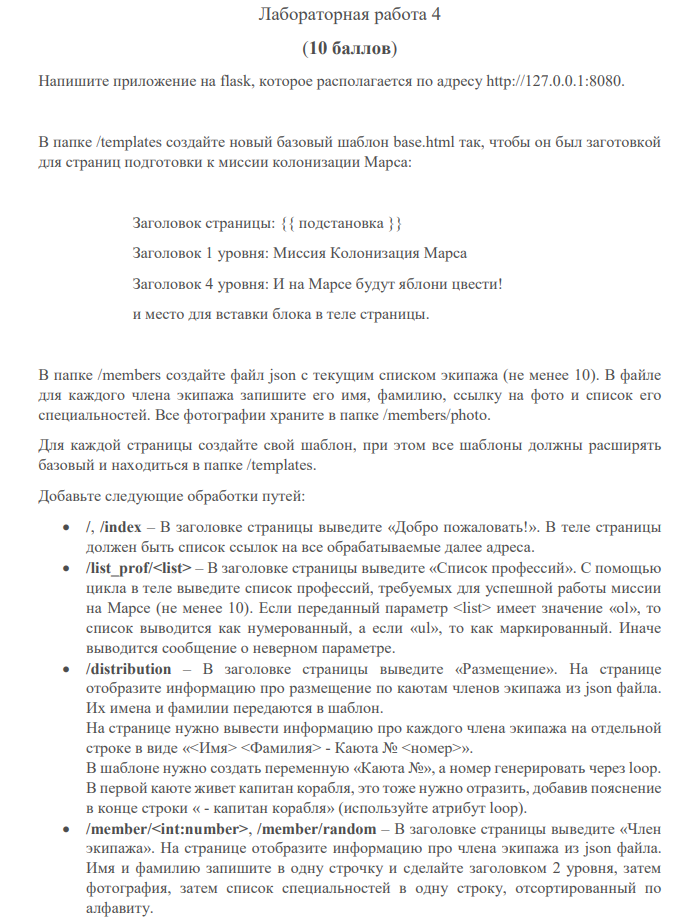 Лабораторная работа 4
(10 баллов)
Напишите приложение на flask, которое располагается по адресу http://127.0.0.1:8080.
В папке /templates создайте новый базовый шаблон base.html так, чтобы он был заготовкой
для страниц подготовки к миссии колонизации Марса:
Заголовок страницы: {{ подстановка }}
Заголовок 1 уровня: Миссия Колонизация Марса
Заголовок 4 уровня: И на Марсе будут яблони цвести!
и место для вставки блока в теле страницы.
В папке /members создайте файл json с текущим списком экипажа (не менее 10). В файле
для каждого члена экипажа запишите его имя, фамилию, ссылку на фото и список его
специальностей. Все фотографии храните в папке /members/photo.
Для каждой страницы создайте свой шаблон, при этом все шаблоны должны расширять
базовый и находиться в папке /templates.
Добавьте следующие обработки путей:
• /, /index – В заголовке страницы выведите «Добро пожаловать!». В теле страницы
должен быть список ссылок на все обрабатываемые далее адреса.
• /list_prof/<list> – В заголовке страницы выведите «Список профессий». С помощью
цикла в теле выведите список профессий, требуемых для успешной работы миссии
на Марсе (не менее 10). Если переданный параметр <list> имеет значение «ol», то
список выводится как нумерованный, а если «ul», то как маркированный. Иначе
выводится сообщение о неверном параметре.
• /distribution – В заголовке страницы выведите «Размещение». На странице
отобразите информацию про размещение по каютам членов экипажа из json файла.
Их имена и фамилии передаются в шаблон.
На странице нужно вывести информацию про каждого члена экипажа на отдельной
строке в виде «<Имя> <Фамилия> - Каюта № <номер>».
В шаблоне нужно создать переменную «Каюта №», а номер генерировать через loop.
В первой каюте живет капитан корабля, это тоже нужно отразить, добавив пояснение
в конце строки « - капитан корабля» (используйте атрибут loop).
• /member/<int:number>, /member/random – В заголовке страницы выведите «Член
экипажа». На странице отобразите информацию про члена экипажа из json файла.
Имя и фамилию запишите в одну строчку и сделайте заголовком 2 уровня, затем
фотография, затем список специальностей в одну строку, отсортированный по
алфавиту.